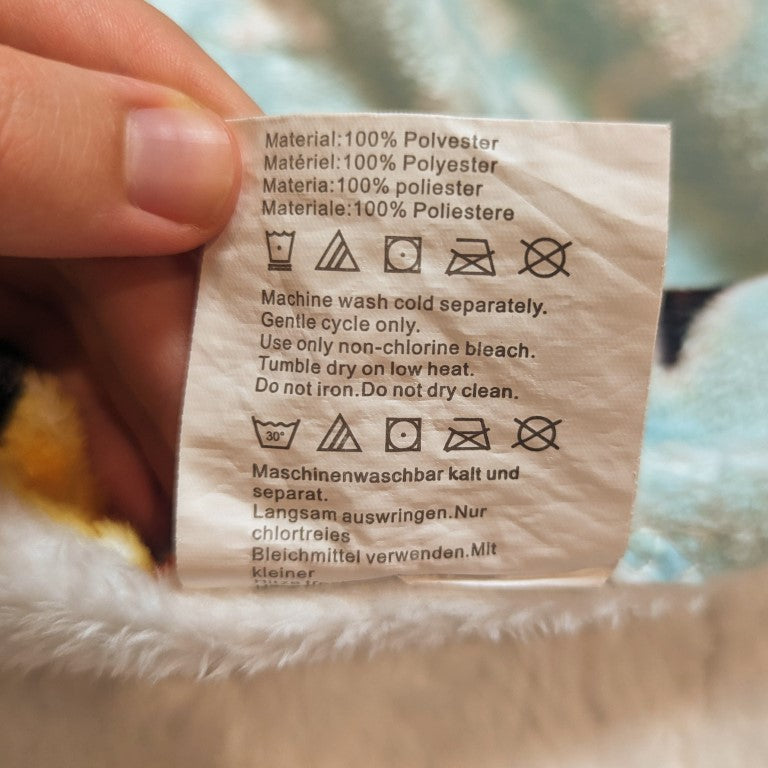 Material:100% Polvester
Matériel:100% Polyester
Materia:100% poliester
Materiale:100% Poliestere
Machine wash cold separately.
Gentle cycle only.
Use only non-chlorine bleach.
Tumble dry on low heat.
Do not iron.Do not dry clean.
30°
Maschinenwaschbar kalt und
separat.
Langsam auswringen.Nur
chlortreies
Bleichmittel verwenden.Mit
kleiner